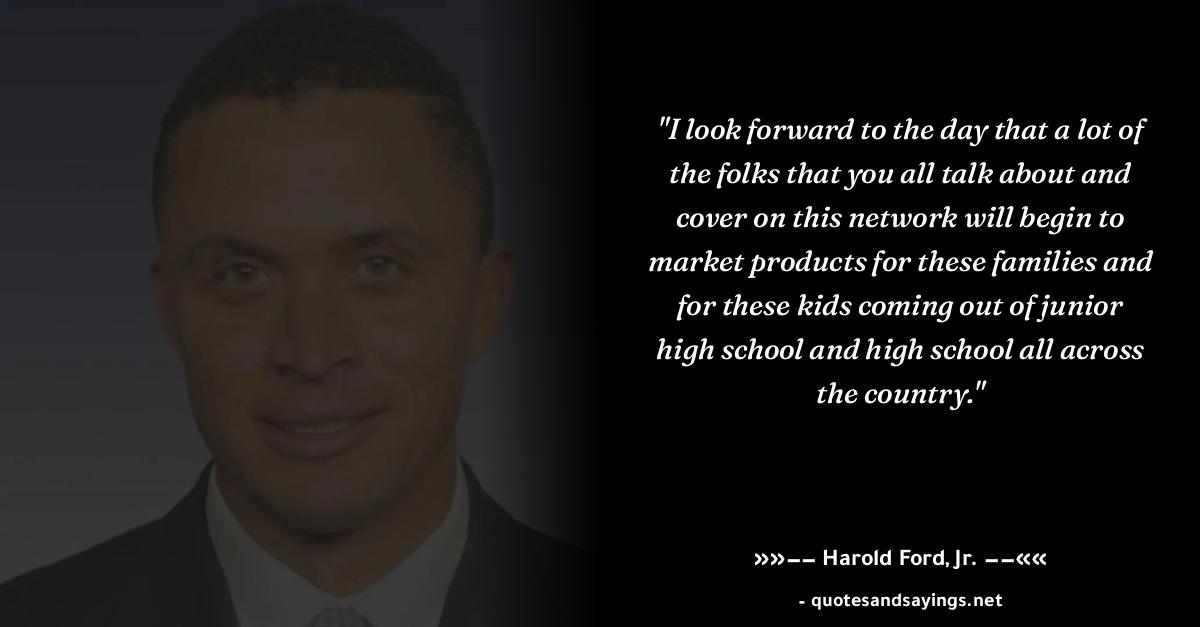 "I look forward to the day that a lot of
the folks that you all talk about and
cover on this network will begin to
market products for these families and
for these kids coming out of junior
high school and high school all across
the country."
»»–– Harold Ford, Jr. ––««
- quotesandsayings.net